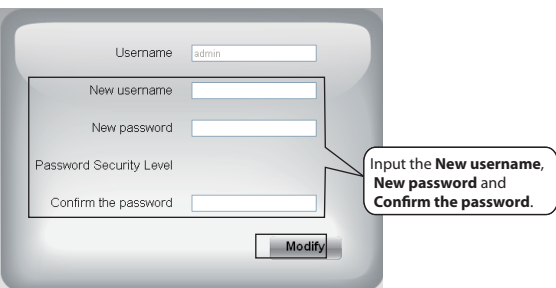 Username admin
New username
New password
Password Security Level
Confirm the password
Modify
Input the New username,
New password and
Confirm the password.